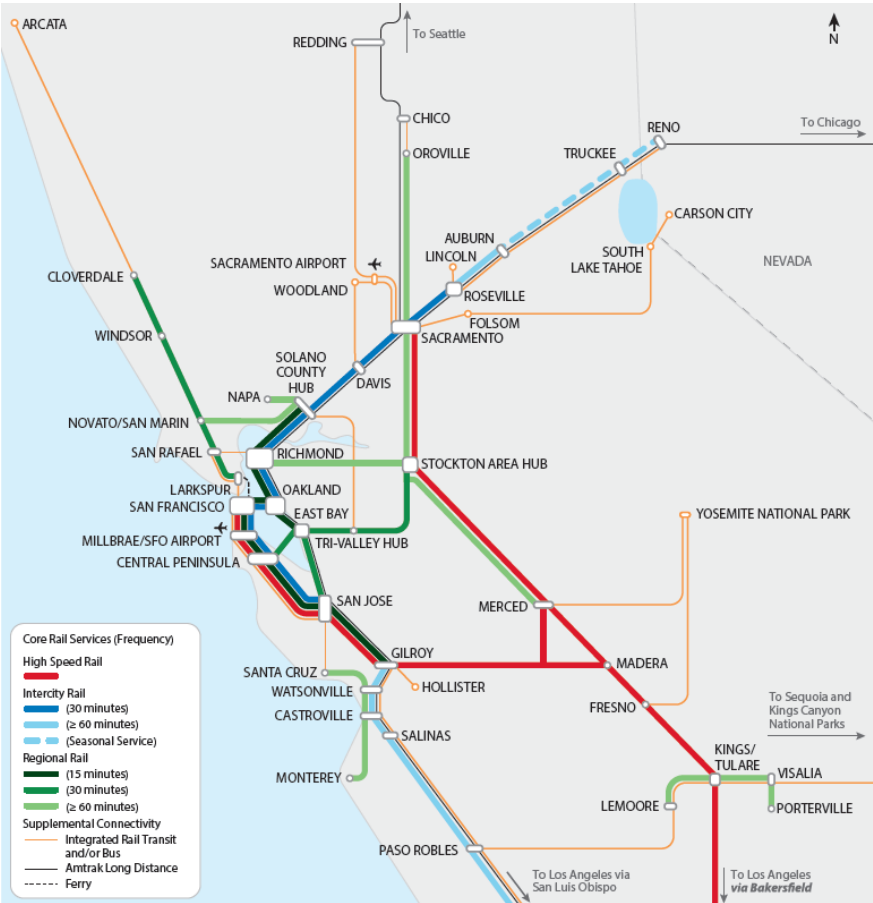 ARCATA
REDDING
To Seattle
N
CHICO
OROVILLE
RENO
To Chicago
TRUCKEE
CARSON CITY
AUBURN
LINCOLN
SOUTH
LAKE TAHOE
NEVADA
SACRAMENTO AIRPORT
WOODLAND
CLOVERDALE
ROSEVILLE
FOLSOM
SACRAMENTO
WINDSOR
SOLANO
COUNTY
HUB
DAVIS
NAPA
NOVATO/SAN MARIN
SAN RAFAEL
RICHMOND
STOCKTON AREA HUB
LARKSPUR
OAKLAND
SAN FRANCISCO
EAST BAY
YOSEMITE NATIONAL PARK
MILLBRAE/SFO AIRPORT
TRI-VALLEY HUB
CENTRAL PENINSULA
SAN JOSE
MERCED
GILROY
MADERA
SANTA CRUZ
HOLLISTER
WATSONVILLE
CASTROVILLE
FRESNO
SALINAS
To Sequoia and
Kings Canyon
National Parks
MONTEREY
KINGS/
TULARE
VISALIA
LEMOORE
PORTERVILLE
PASO ROBLES
To Los Angeles via
San Luis Obispo
To Los Angeles
via Bakersfield
Core Rail Services (Frequency)
High Speed Rail
Intercity Rail
(30 minutes)
(≥ 60 minutes)
(Seasonal Service)
Regional Rail
(15 minutes)
(30 minutes)
(≥ 60 minutes)
Supplemental Connectivity
Integrated Rail Transit
and/or Bus
Amtrak Long Distance
Ferry